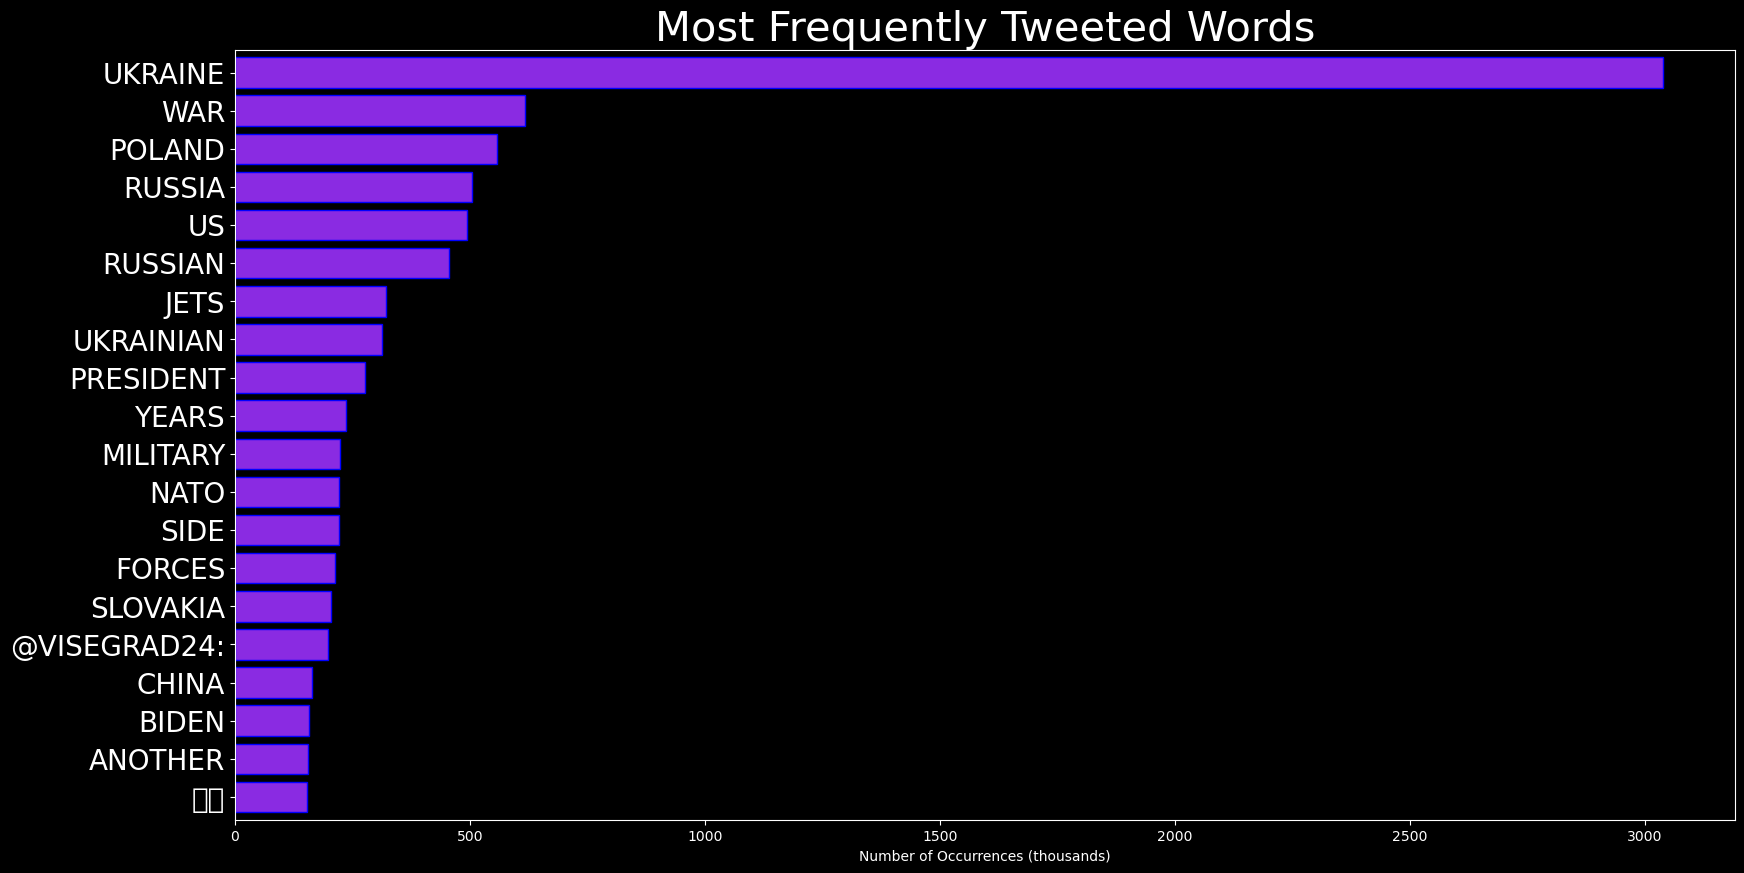 Most Frequently Tweeted Words
UKRAINE
WAR
POLAND
RUSSIA
US
RUSSIAN
JETS
UKRAINIAN
PRESIDENT
YEARS
MILITARY
NATO
SIDE
FORCES
SLOVAKIA
@VISEGRAD24:
CHINA
BIDEN
ANOTHER
0 500 1000 1500 2000 2500 3000
Number of Occurrences (thousands)